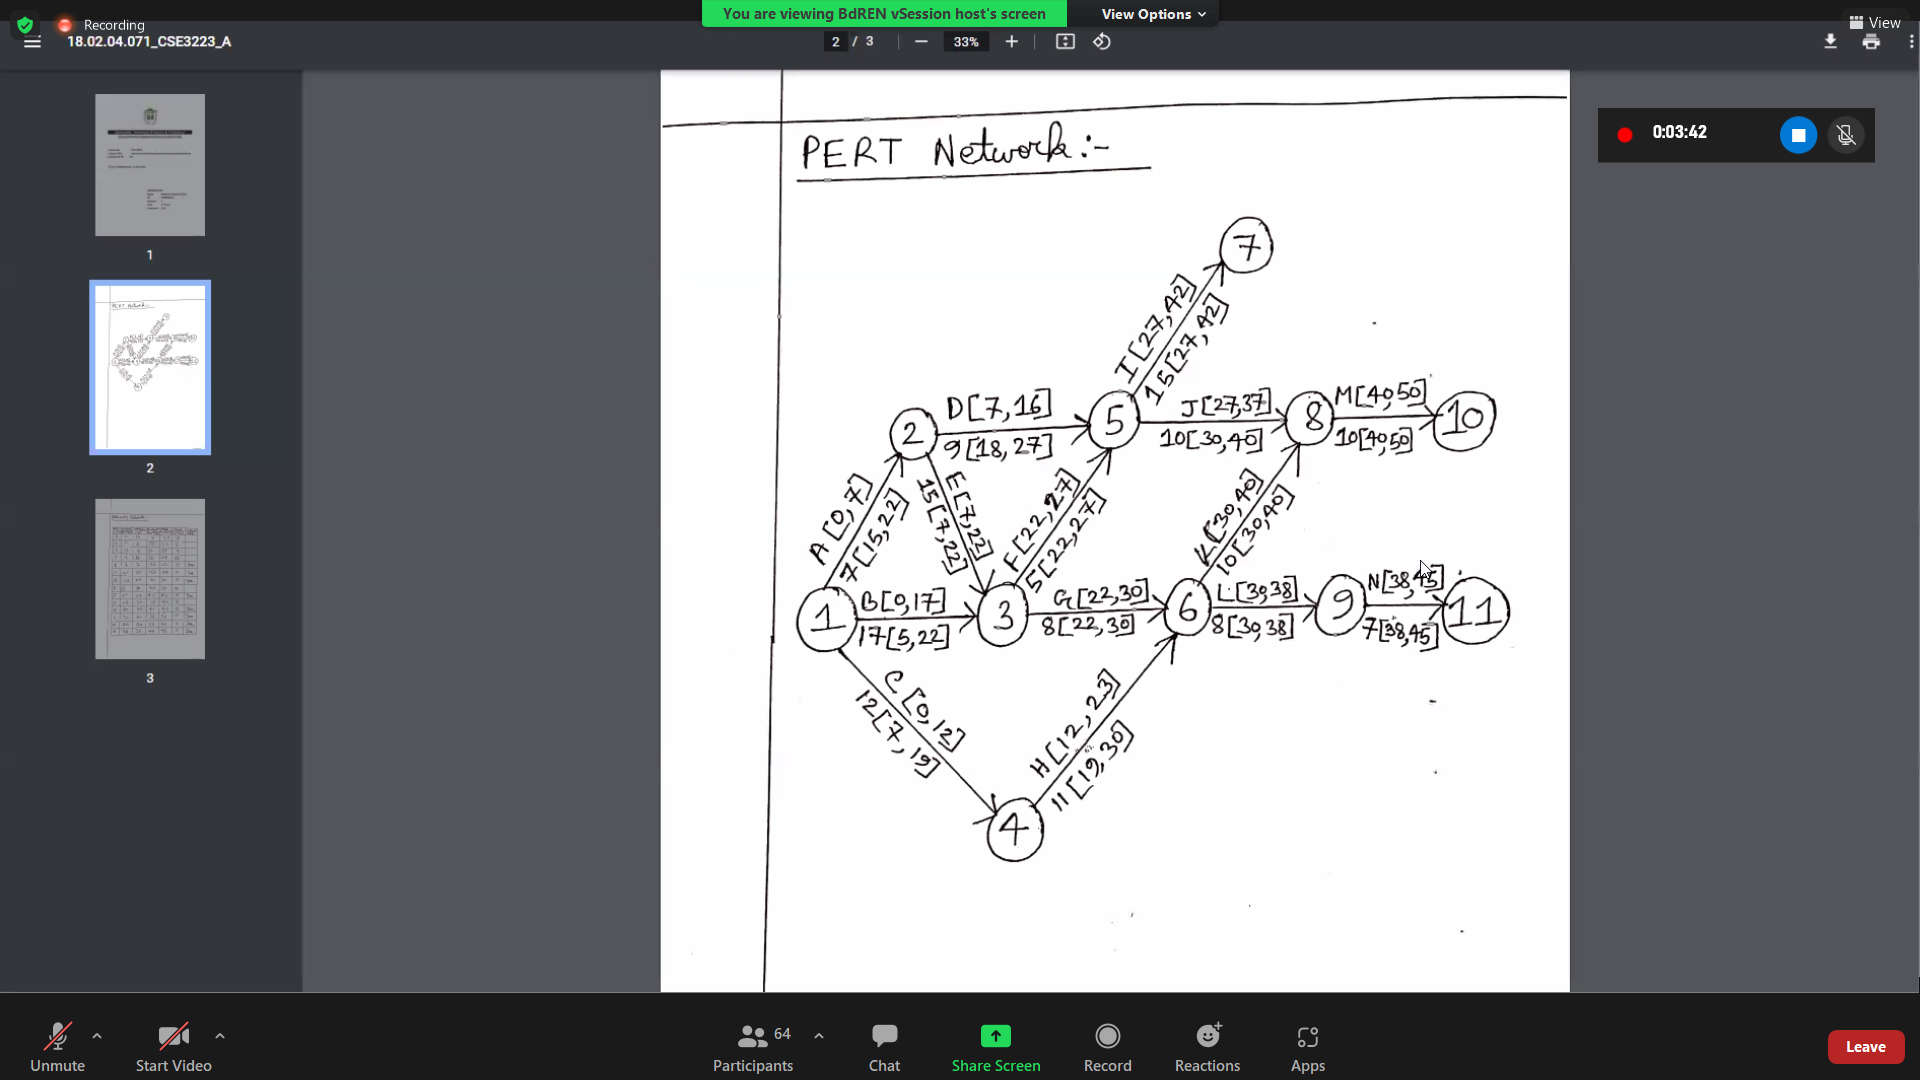 Recording
You are viewing BdREN vSession host's screen
View Options
View
18.02.04.071_CSE3223_A
2 / 3
33%
0:03:42
1
2
3
PERT Network:-
7
I[27,42]
15[27,42]
D[7,16]
9[18,27]
J[27,37]
10[30,40]
M[40,50]
10[40,50]
2
5
8
10
A[0,7]
7[15,22]
E[7,22]
15[7,22]
F[22,27]
5[22,27]
K[30,40]
10[30,40]
B[0,17]
17[5,22]
G[22,30]
8[22,30]
L[30,38]
8[30,38]
N[38,45]
7[38,45]
1
3
6
9
11
C[0,12]
12[7,19]
H[12,23]
11[19,30]
4
Unmute
Start Video
64
Participants
Chat
Share Screen
Record
Reactions
Apps
Leave